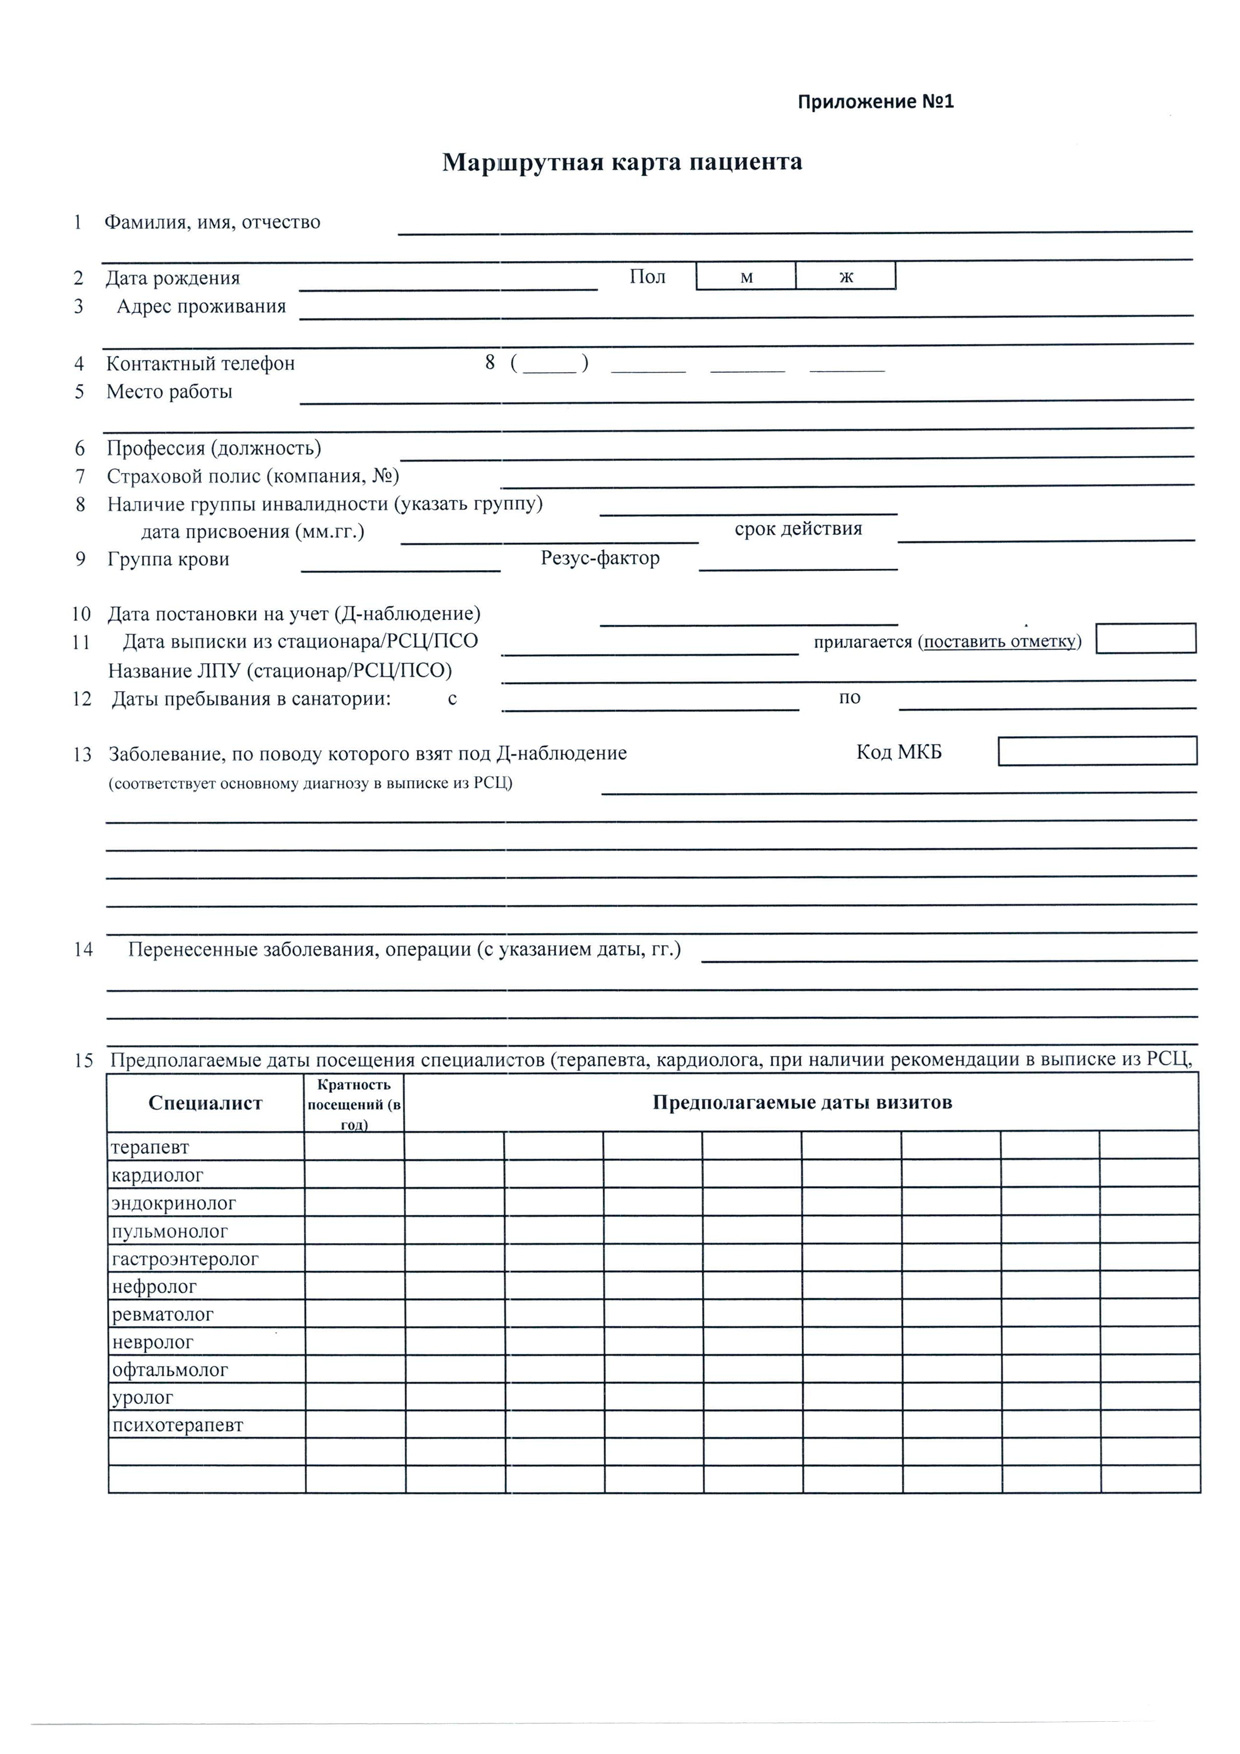 Приложение №1
Маршрутная карта пациента
1 Фамилия, имя, отчество
2 Дата рождения Пол м ж
3 Адрес проживания
4 Контактный телефон 8 (_____) _______ _______ _______
5 Место работы
6 Профессия (должность)
7 Страховой полис (компания, №)
8 Наличие группы инвалидности (указать группу)
дата присвоения (мм.гг.) срок действия
9 Группа крови Резус-фактор
10 Дата постановки на учет (Д-наблюдение)
11 Дата выписки из стационара/РСЦ/ПСО прилагается (поставить отметку)
Название ЛПУ (стационар/РСЦ/ПСО)
12 Даты пребывания в санатории: с по
13 Заболевание, по поводу которого взят под Д-наблюдение Код МКБ
(соответствует основному диагнозу в выписке из РСЦ)
14 Перенесенные заболевания, операции (с указанием даты, гг.)
15 Предполагаемые даты посещения специалистов (терапевта, кардиолога, при наличии рекомендации в выписке из РСЦ,
Специалист Кратность посещений (в год) Предполагаемые даты визитов
терапевт
кардиолог
эндокринолог
пульмонолог
гастроэнтеролог
нефролог
ревматолог
невролог
офтальмолог
уролог
психотерапевт